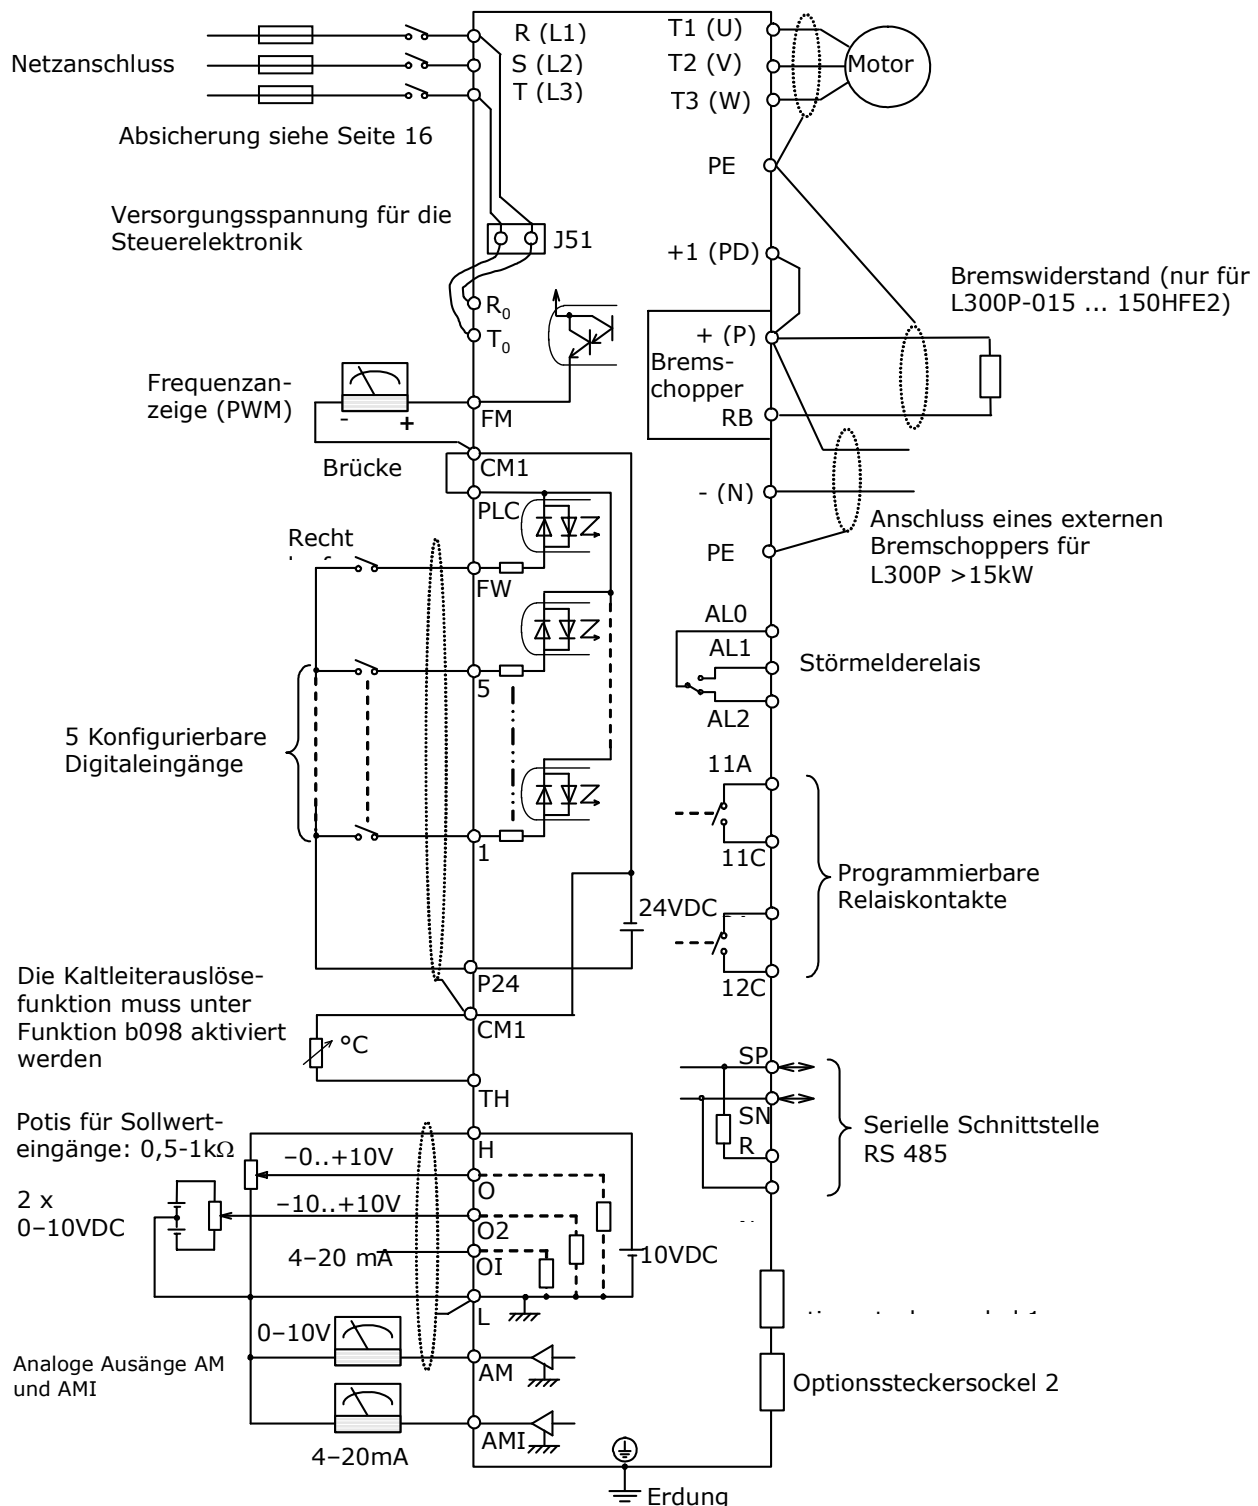 R (L1)
S (L2)
T (L3)
Netzanschluss
Absicherung siehe Seite 16
T1 (U)
T2 (V)
T3 (W)
Motor
PE
Versorgungsspannung für die
Steuerelektronik
J51
R0
T0
+1 (PD)
Bremswiderstand (nur für
L300P-015 ... 150HFE2)
+ (P)
Brems-
chopper
RB
Frequenzan-
zeige (PWM)
- +
FM
Brücke
CM1
PLC
- (N)
Anschluss eines externen
Bremschoppers für
L300P >15kW
PE
Recht
FW
5
5 Konfigurierbare
Digitaleingänge
1
AL0
AL1
AL2
Störmelderelais
11A
11C
Programmierbare
Relaiskontakte
24VDC
12C
P24
Die Kaltleiterauslöse-
funktion muss unter
Funktion b098 aktiviert
werden
CM1
°C
TH
SP
SN
R
Serielle Schnittstelle
RS 485
Potis für Sollwert-
eingänge: 0,5-1kΩ
H
–0..+10V
O
2 x
0–10VDC
–10..+10V
O2
4–20 mA
OI
10VDC
L
0–10V
Analoge Ausänge AM
und AMI
AM
Optionssteckersockel 2
AMI
4–20mA
Erdung